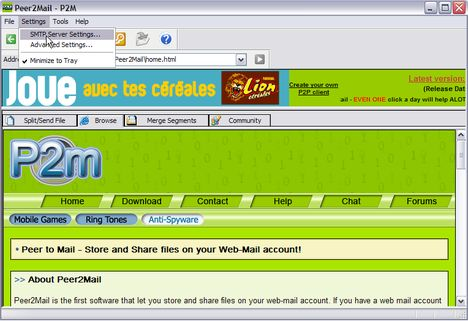 Peer2Mail - P2M
File Settings Tools Help
SMTP Server Settings...
Advanced Settings...
Minimize to Tray
Addre
Peer2Mail\home.html
JOUE avec tes céréales
LION
céréales
Create your own
P2P client
Latest version:
(Release Dat
ail - EVEN ONE click a day will help ALOT
Split/Send File Browse Merge Segments Community
P2m
Home Download Contact Help Chat Forums
Mobile Games Ring Tones Anti-Spyware
• Peer to Mail - Store and Share files on your Web-Mail account!
>> About Peer2Mail
Peer2Mail is the first software that let you store and share files on your web-mail account. If you have a web mail account